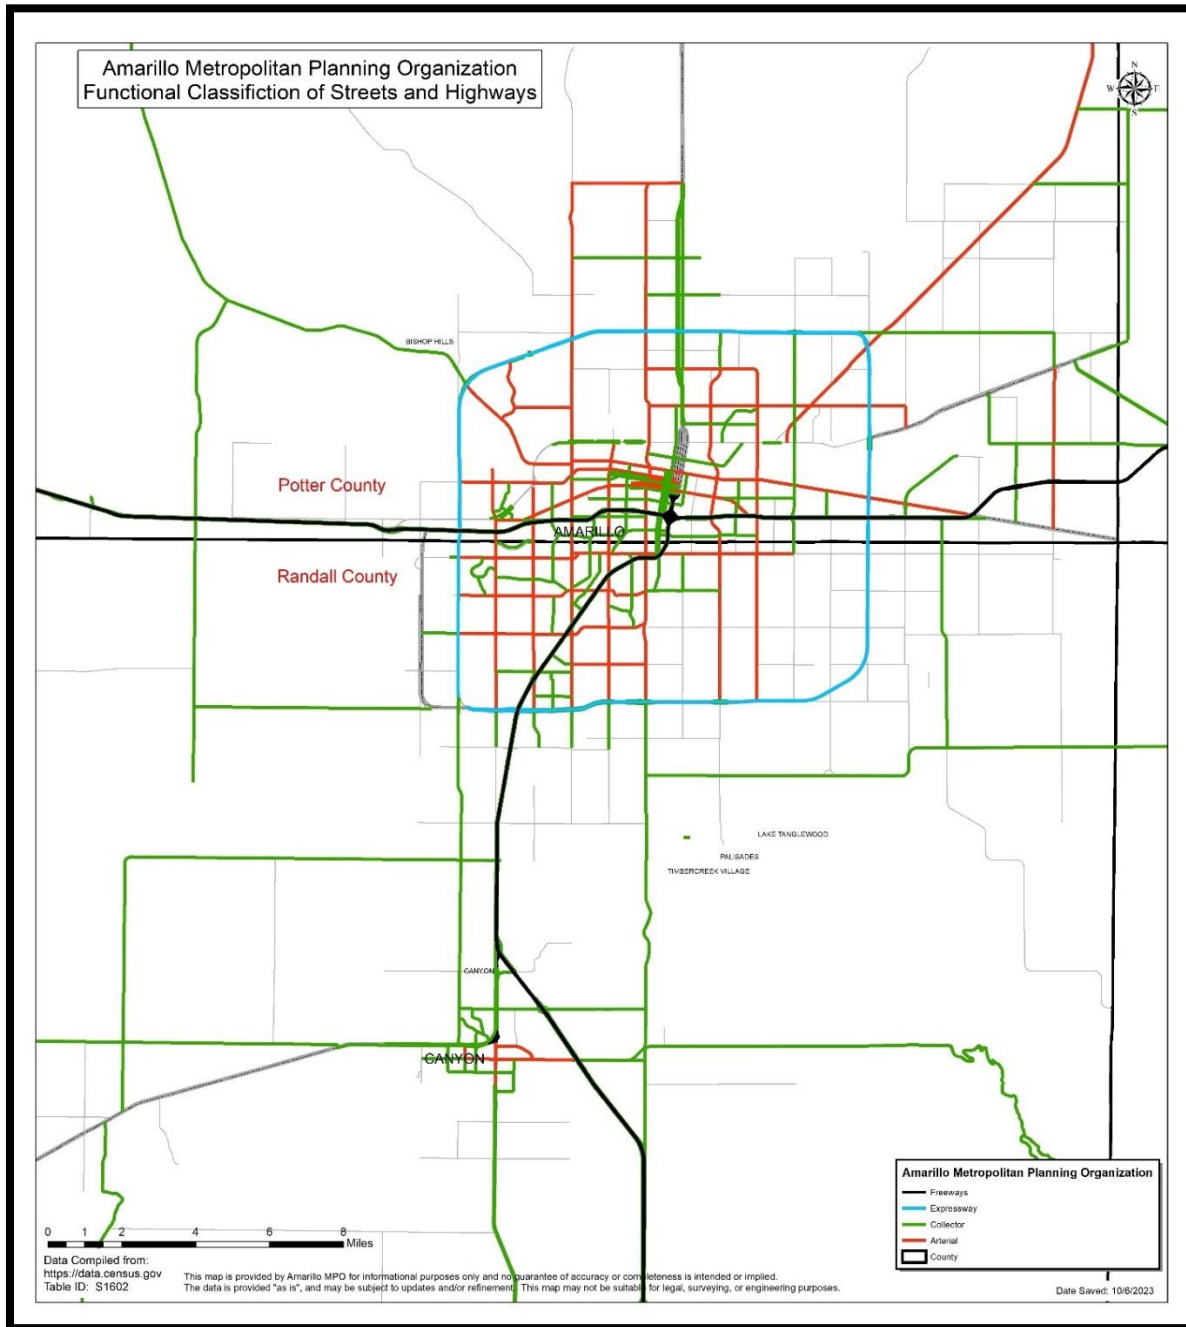 Amarillo Metropolitan Planning Organization
Functional Classifiction of Streets and Highways
N
W E
S
BISHOP HILLS
Potter County
AMARILLO
Randall County
LAKE TANGLEWOOD
PALISADES
TIMBERCREEK VILLAGE
CANYON
CANYON
Amarillo Metropolitan Planning Organization
Freeways
Expressway
Collector
Arterial
County
0 1 2 4 6 8
Miles
Data Compiled from:
https://data.census.gov
Table ID: S1602
This map is provided by Amarillo MPO for informational purposes only and no guarantee of accuracy or completeness is intended or implied.
The data is provided "as is", and may be subject to updates and/or refinement. This map may not be suitable for legal, surveying, or engineering purposes.
Date Saved: 10/6/2023